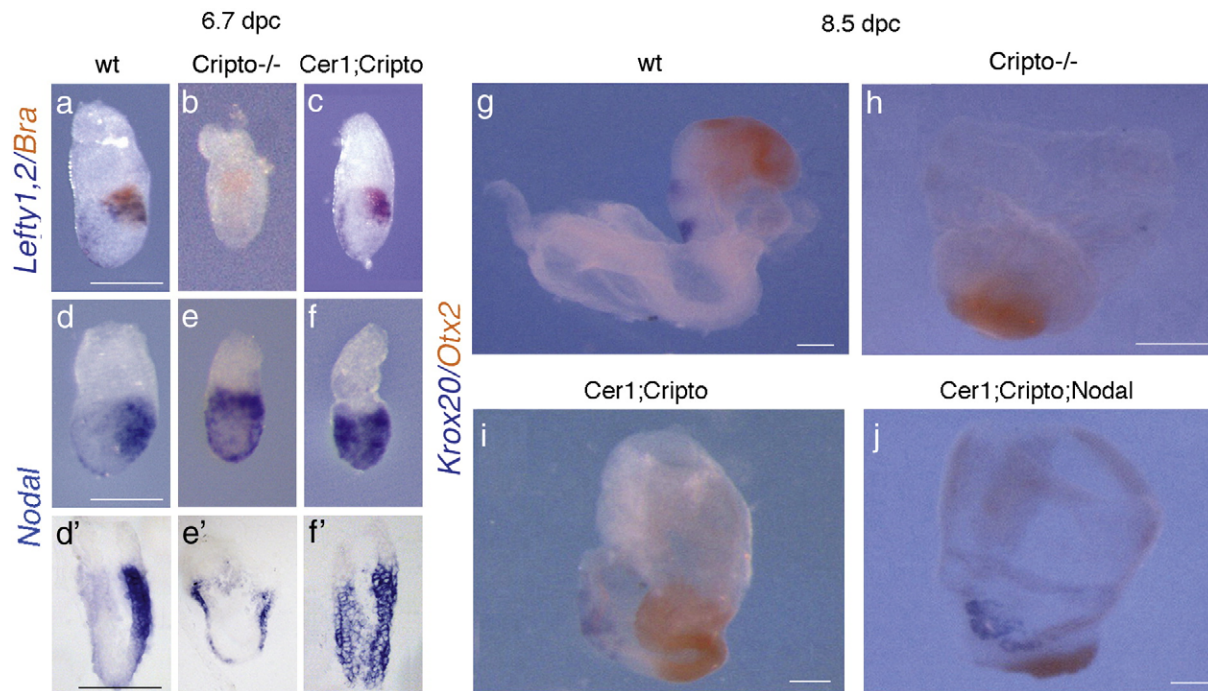 6.7 dpc
8.5 dpc
wt
Cripto-/-
Cer1;Cripto
wt
Cripto-/-
Lefty1,2/Bra
a
b
c
g
h
d
e
f
Krox20/Otx2
Cer1;Cripto
Cer1;Cripto;Nodal
i
j
Nodal
d'
e'
f'